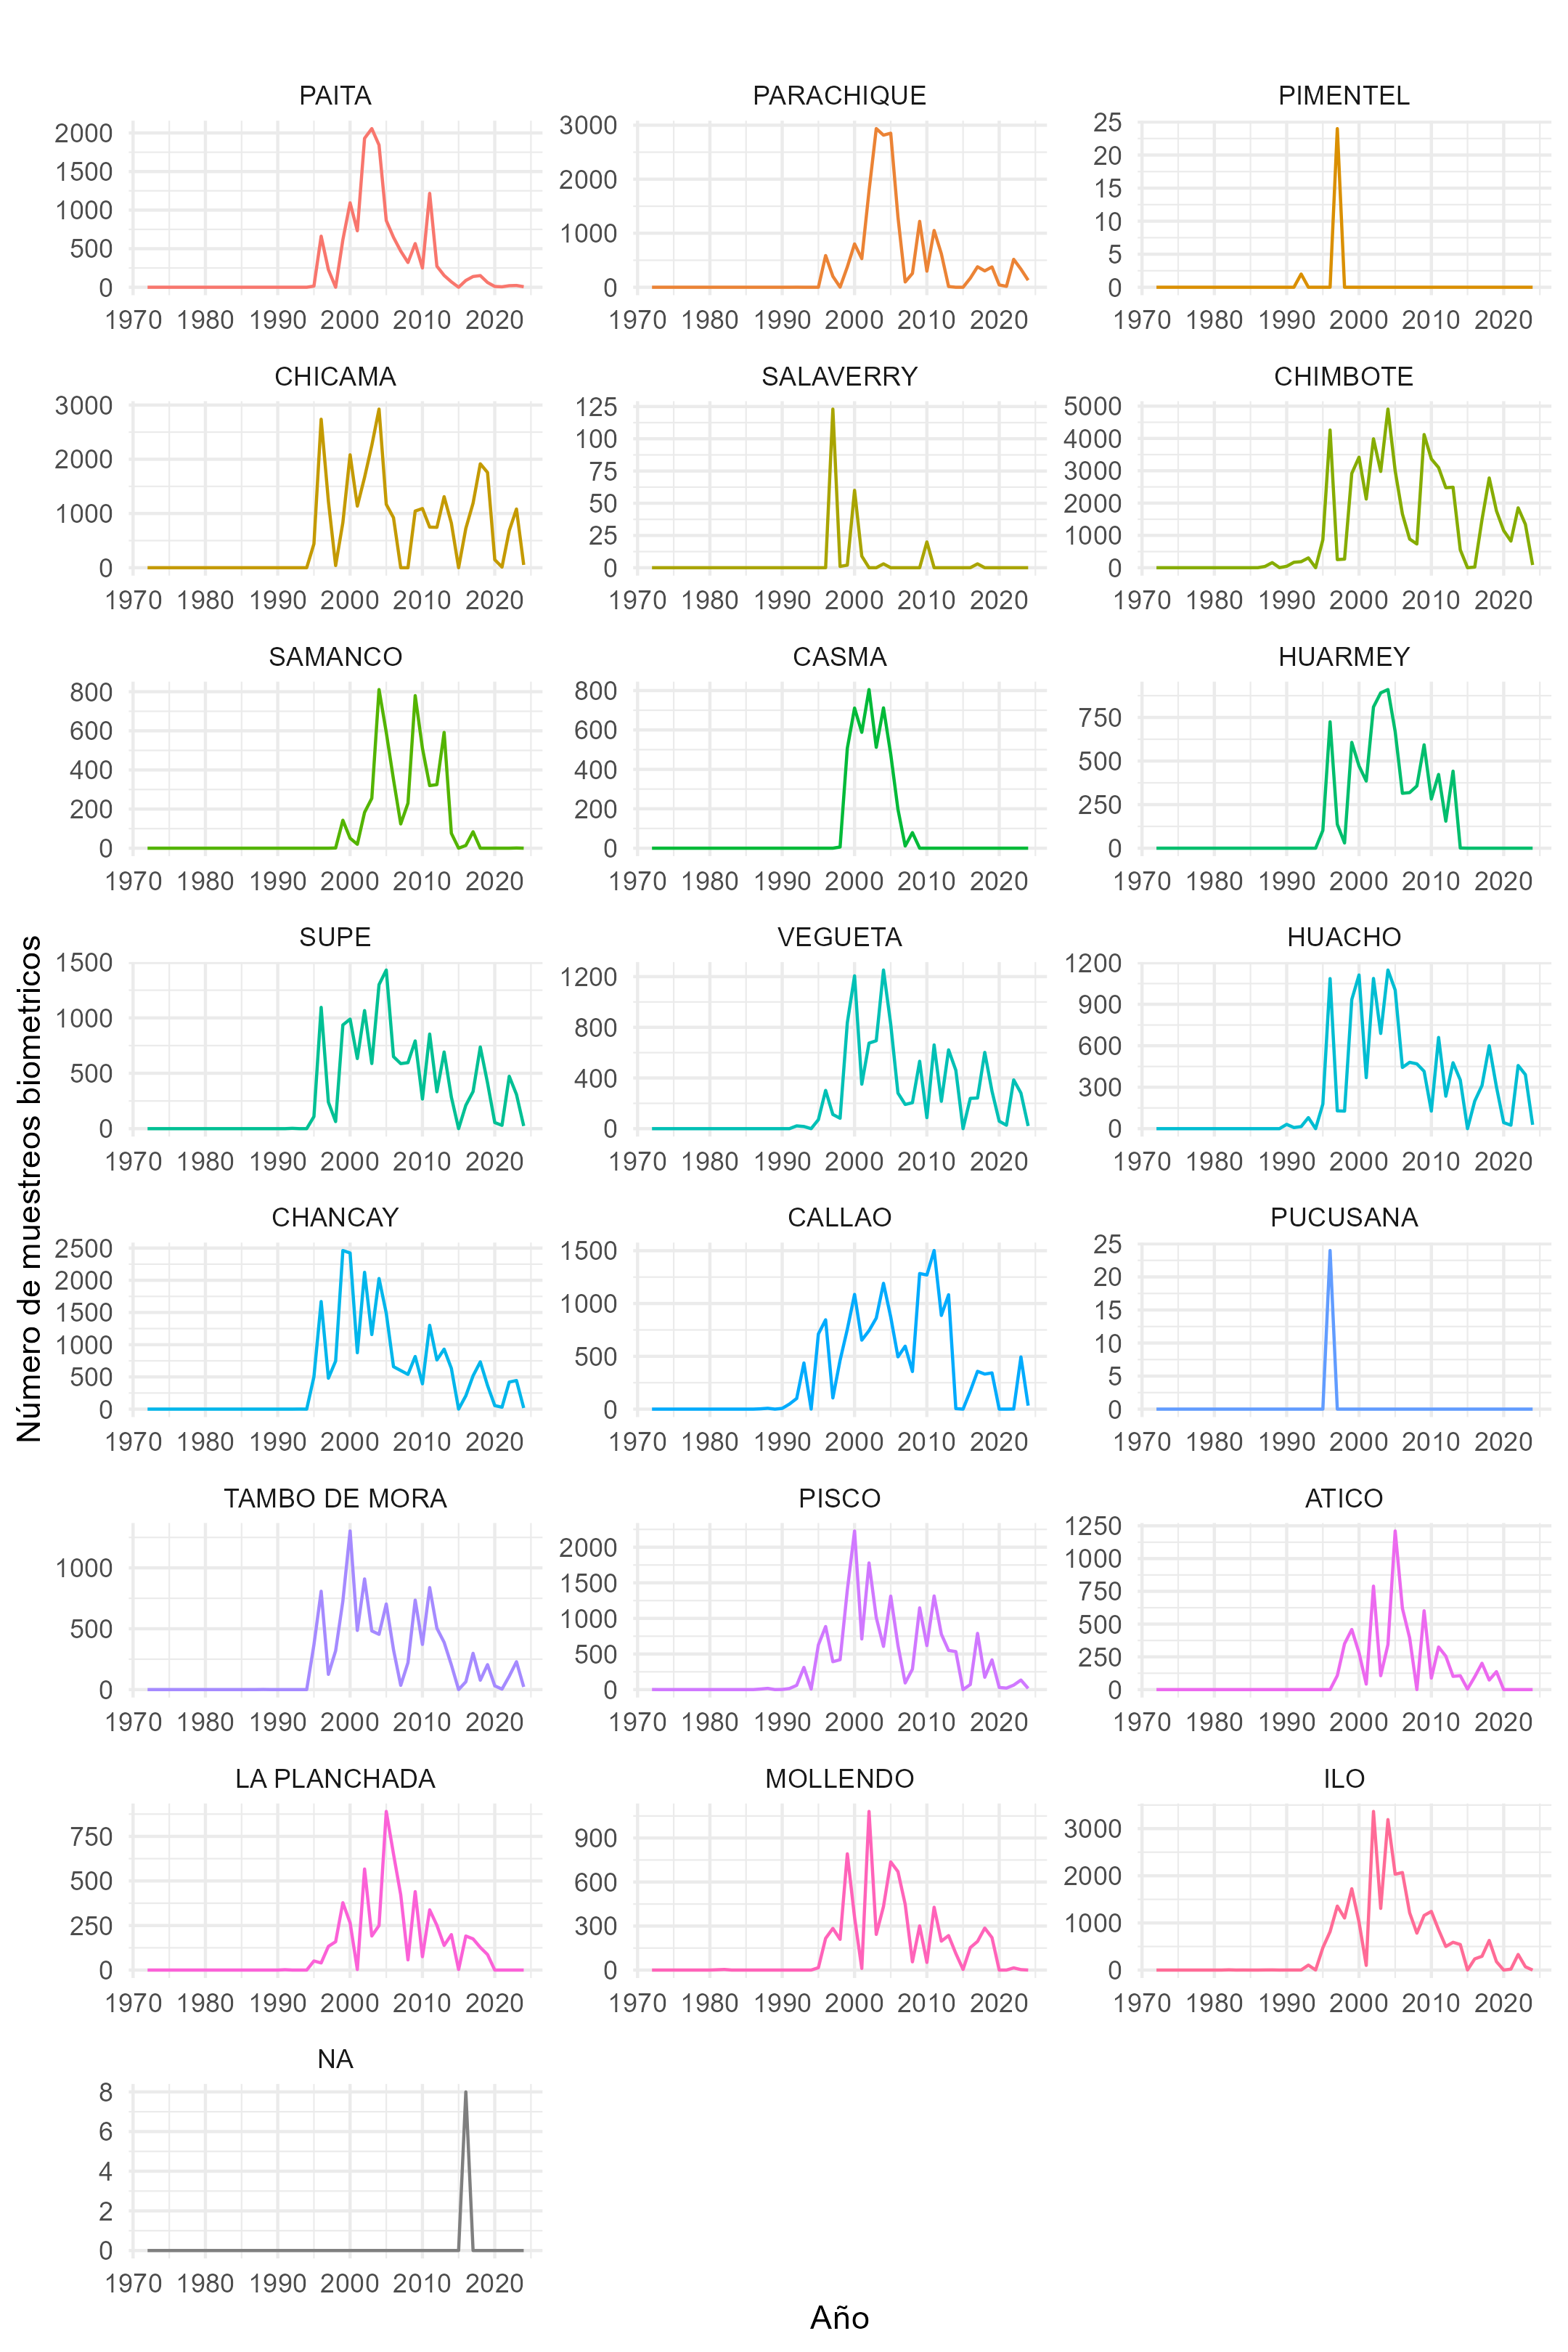 PAITA
2000
1500
1000
500
0
1970 1980 1990 2000 2010 2020
PARACHIQUE
3000
2000
1000
0
1970 1980 1990 2000 2010 2020
PIMENTEL
25
20
15
10
5
0
1970 1980 1990 2000 2010 2020
CHICAMA
3000
2000
1000
0
1970 1980 1990 2000 2010 2020
SALAVERRY
125
100
75
50
25
0
1970 1980 1990 2000 2010 2020
CHIMBOTE
5000
4000
3000
2000
1000
0
1970 1980 1990 2000 2010 2020
SAMANCO
800
600
400
200
0
1970 1980 1990 2000 2010 2020
CASMA
800
600
400
200
0
1970 1980 1990 2000 2010 2020
HUARMEY
750
500
250
0
1970 1980 1990 2000 2010 2020
Número de muestreos biometricos
SUPE
1500
1000
500
0
1970 1980 1990 2000 2010 2020
VEGUETA
1200
800
400
0
1970 1980 1990 2000 2010 2020
HUACHO
1200
900
600
300
0
1970 1980 1990 2000 2010 2020
CHANCAY
2500
2000
1500
1000
500
0
1970 1980 1990 2000 2010 2020
CALLAO
1500
1000
500
0
1970 1980 1990 2000 2010 2020
PUCUSANA
25
20
15
10
5
0
1970 1980 1990 2000 2010 2020
TAMBO DE MORA
1000
500
0
1970 1980 1990 2000 2010 2020
PISCO
2000
1500
1000
500
0
1970 1980 1990 2000 2010 2020
ATICO
1250
1000
750
500
250
0
1970 1980 1990 2000 2010 2020
LA PLANCHADA
750
500
250
0
1970 1980 1990 2000 2010 2020
MOLLENDO
900
600
300
0
1970 1980 1990 2000 2010 2020
ILO
3000
2000
1000
0
1970 1980 1990 2000 2010 2020
NA
8
6
4
2
0
1970 1980 1990 2000 2010 2020
Año